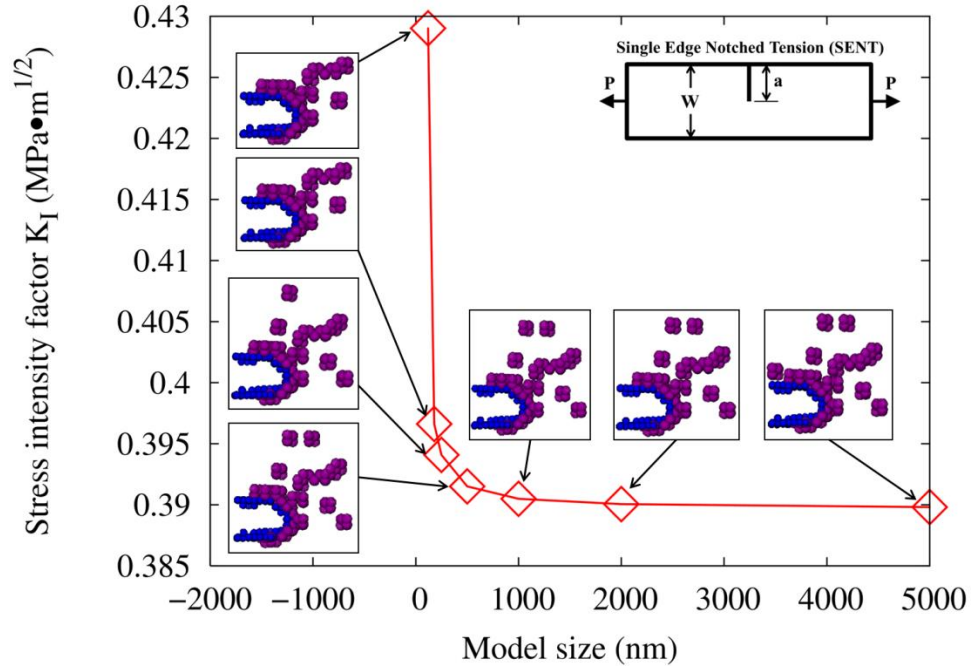 Single Edge Notched Tension (SENT)
P
W
a
P
Stress intensity factor K_I (MPa●m^1/2)
0.43
0.425
0.42
0.415
0.41
0.405
0.4
0.395
0.39
0.385
−2000 −1000 0 1000 2000 3000 4000 5000
Model size (nm)